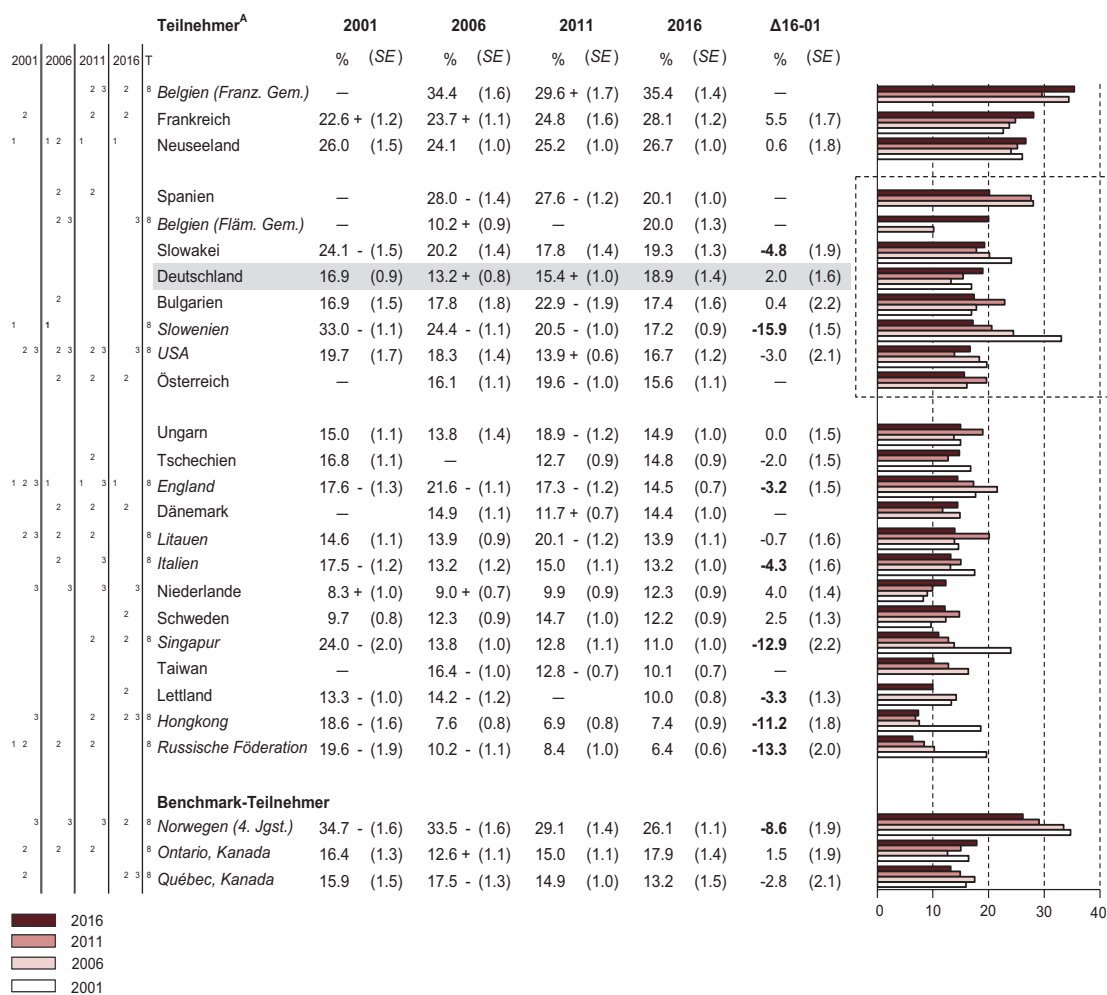 Teilnehmer^A 2001 2006 2011 2016 Δ16-01
2001 2006 2011 2016 T % (SE) % (SE) % (SE) % (SE) % (SE)
2 3 2 8 Belgien (Franz. Gem.) — 34.4 (1.6) 29.6 + (1.7) 35.4 (1.4) —
2 2 2 Frankreich 22.6 + (1.2) 23.7 + (1.1) 24.8 (1.6) 28.1 (1.2) 5.5 (1.7)
1 1 2 1 1 Neuseeland 26.0 (1.5) 24.1 (1.0) 25.2 (1.0) 26.7 (1.0) 0.6 (1.8)
2 2 Spanien — 28.0 - (1.4) 27.6 - (1.2) 20.1 (1.0) —
2 3 3 8 Belgien (Fläm. Gem.) 10.2 + (0.9) — 20.0 (1.3) —
Slowakei 24.1 - (1.5) 20.2 (1.4) 17.8 (1.4) 19.3 (1.3) -4.8 (1.9)
Deutschland 16.9 (0.9) 13.2 + (0.8) 15.4 + (1.0) 18.9 (1.4) 2.0 (1.6)
2 Bulgarien 16.9 (1.5) 17.8 (1.8) 22.9 - (1.9) 17.4 (1.6) 0.4 (2.2)
1 1 8 Slowenien 33.0 - (1.1) 24.4 - (1.1) 20.5 - (1.0) 17.2 (0.9) -15.9 (1.5)
2 3 2 3 2 3 3 8 USA 19.7 (1.7) 18.3 (1.4) 13.9 + (0.6) 16.7 (1.2) -3.0 (2.1)
2 2 2 Österreich — 16.1 (1.1) 19.6 - (1.0) 15.6 (1.1) —
Ungarn 15.0 (1.1) 13.8 (1.4) 18.9 - (1.2) 14.9 (1.0) 0.0 (1.5)
2 Tschechien 16.8 (1.1) — 12.7 (0.9) 14.8 (0.9) -2.0 (1.5)
1 2 3 1 1 3 1 8 England 17.6 - (1.3) 21.6 - (1.1) 17.3 - (1.2) 14.5 (0.7) -3.2 (1.5)
2 2 2 Dänemark — 14.9 (1.1) 11.7 + (0.7) 14.4 (1.0) —
2 3 2 2 8 Litauen 14.6 (1.1) 13.9 (0.9) 20.1 - (1.2) 13.9 (1.1) -0.7 (1.6)
2 3 8 Italien 17.5 - (1.2) 13.2 (1.2) 15.0 (1.1) 13.2 (1.0) -4.3 (1.6)
3 3 3 3 Niederlande 8.3 + (1.0) 9.0 + (0.7) 9.9 (0.9) 12.3 (0.9) 4.0 (1.4)
2 Schweden 9.7 (0.8) 12.3 (0.9) 14.7 (1.0) 12.2 (0.9) 2.5 (1.3)
2 2 8 Singapur 24.0 - (2.0) 13.8 (1.0) 12.8 (1.1) 11.0 (1.0) -12.9 (2.2)
Taiwan — 16.4 - (1.0) 12.8 - (0.7) 10.1 (0.7) —
2 Lettland 13.3 - (1.0) 14.2 - (1.2) — 10.0 (0.8) -3.3 (1.3)
3 2 2 3 8 Hongkong 18.6 - (1.6) 7.6 (0.8) 6.9 (0.8) 7.4 (0.9) -11.2 (1.8)
1 2 2 2 8 Russische Föderation 19.6 - (1.9) 10.2 - (1.1) 8.4 (1.0) 6.4 (0.6) -13.3 (2.0)
Benchmark-Teilnehmer
3 3 3 2 8 Norwegen (4. Jgst.) 34.7 - (1.6) 33.5 - (1.6) 29.1 (1.4) 26.1 (1.1) -8.6 (1.9)
2 2 2 8 Ontario, Kanada 16.4 (1.3) 12.6 + (1.1) 15.0 (1.1) 17.9 (1.4) 1.5 (1.9)
2 2 3 8 Québec, Kanada 15.9 (1.5) 17.5 - (1.3) 14.9 (1.0) 13.2 (1.5) -2.8 (2.1)
0 10 20 30 40
2016
2011
2006
2001